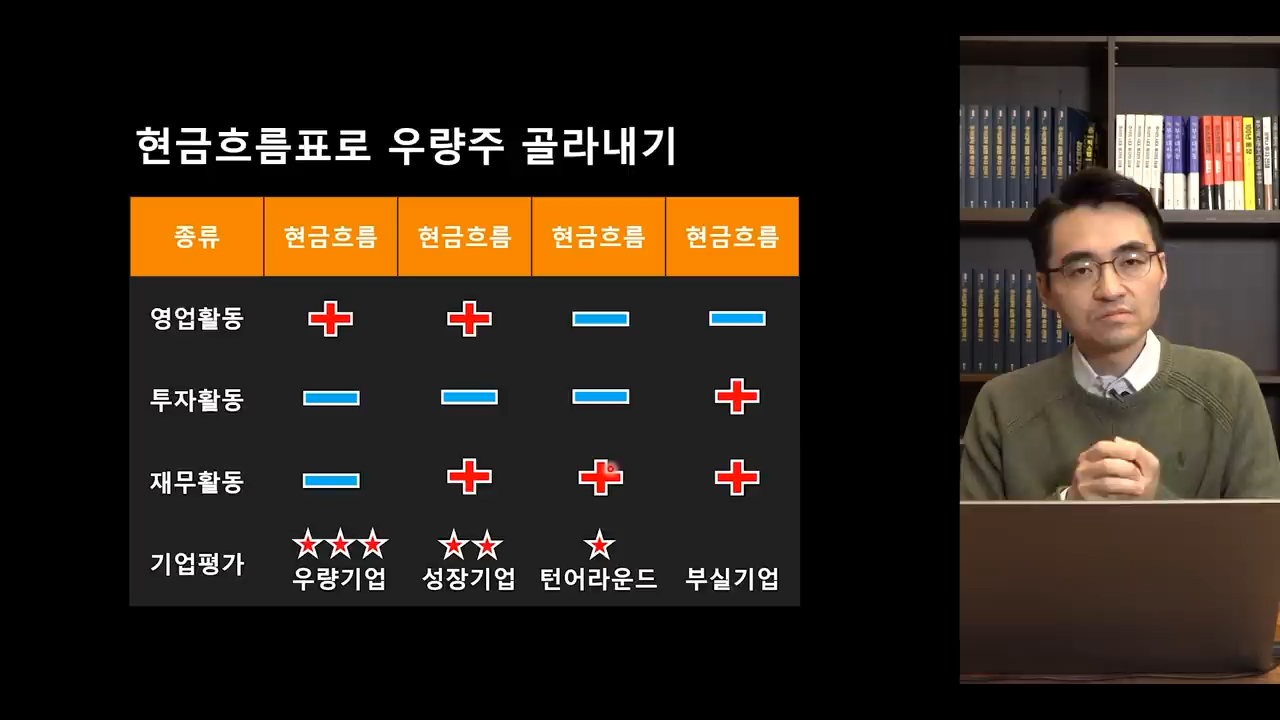 현금흐름표로 우량주 골라내기
종류 현금흐름 현금흐름 현금흐름 현금흐름
영업활동
투자활동
재무활동
기업평가
우량기업 성장기업 턴어라운드 부실기업